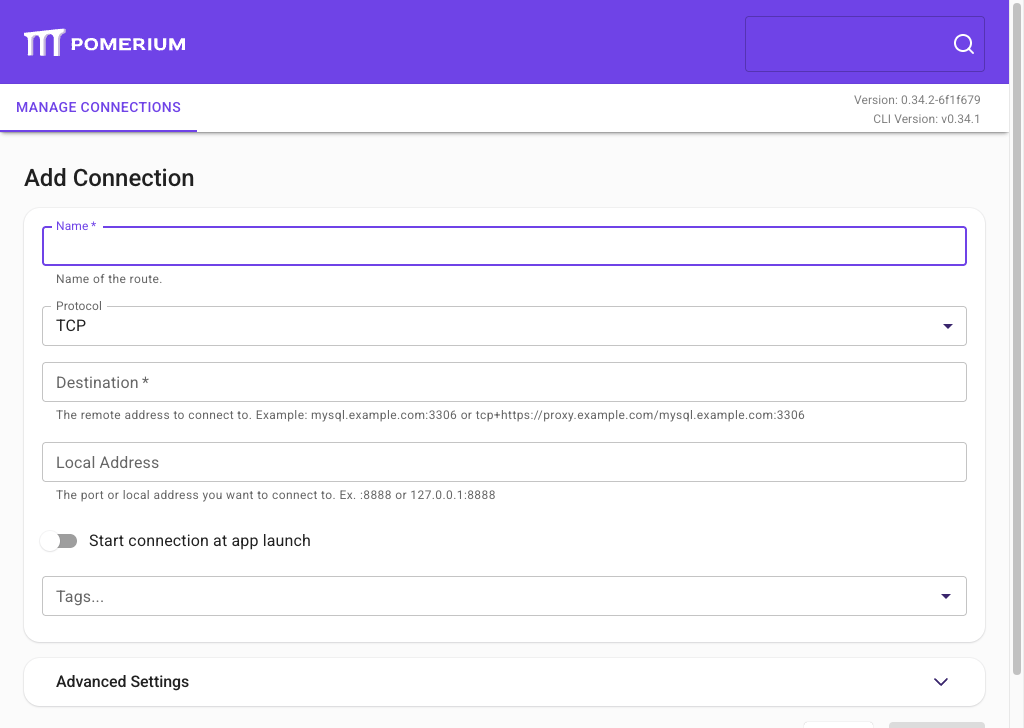 POMERIUM
MANAGE CONNECTIONS
Version: 0.34.2-6f1f679
CLI Version: v0.34.1
Add Connection
Name *
Name of the route.
Protocol
TCP
Destination *
The remote address to connect to. Example: mysql.example.com:3306 or tcp+https://proxy.example.com/mysql.example.com:3306
Local Address
The port or local address you want to connect to. Ex. :8888 or 127.0.0.1:8888
Start connection at app launch
Tags...
Advanced Settings